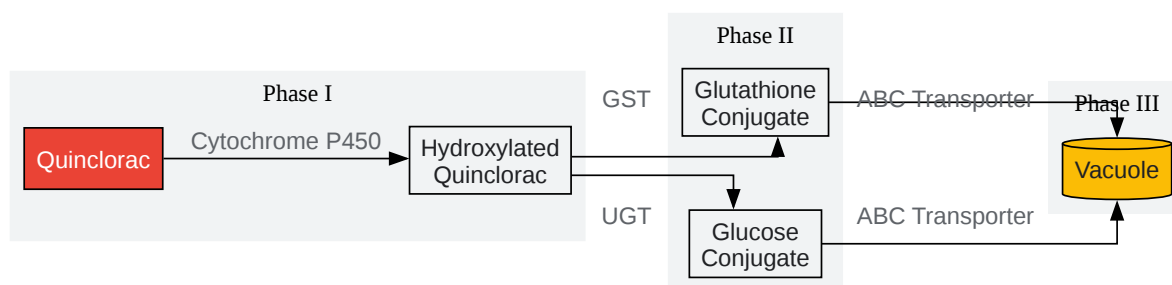 Phase I
Quinclorac
Cytochrome P450
Hydroxylated
Quinclorac
GST
UGT
Phase II
Glutathione
Conjugate
Glucose
Conjugate
ABC Transporter
ABC Transporter
Phase III
Vacuole